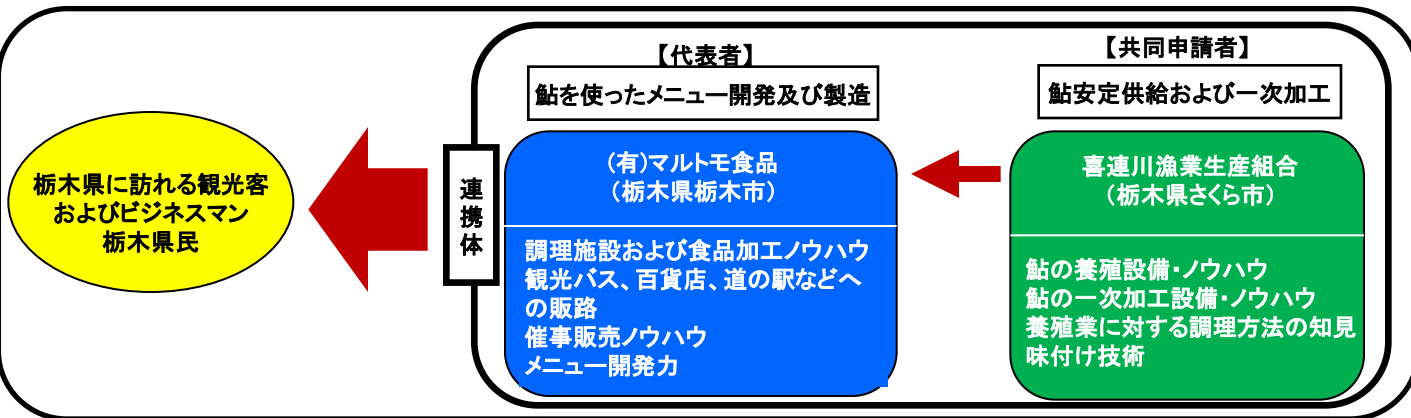 【代表者】
鮎を使ったメニュー開発及び製造
(有)マルトモ食品
（栃木県栃木市）
調理施設および食品加工ノウハウ
観光バス、百貨店、道の駅などへ
の販路
催事販売ノウハウ
メニュー開発力
【共同申請者】
鮎安定供給および一次加工
喜連川漁業生産組合
（栃木県さくら市）
鮎の養殖設備・ノウハウ
鮎の一次加工設備・ノウハウ
養殖業に対する調理方法の知見
味付け技術
連携体
栃木県に訪れる観光客
およびビジネスマン
栃木県民